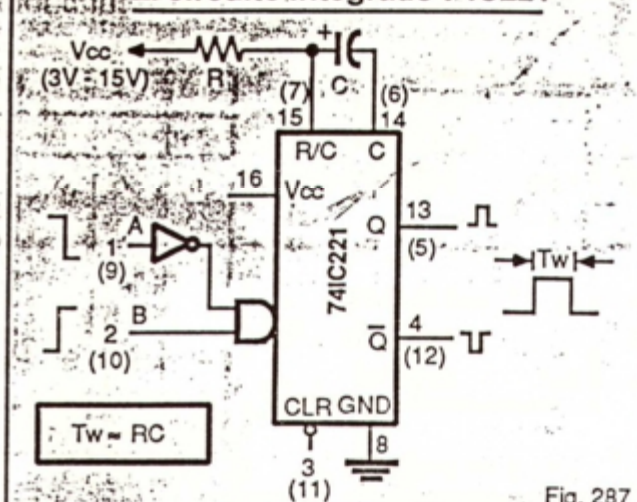 Vcc
(3V - 15V)
R
+
C
(7)
15
(6)
14
R/C
C
16
Vcc
A
1
(9)
B
2
(10)
74IC221
Q
13
(5)
Tw
Q̅
4
(12)
CLR GND
Tw ≈ RC
3
(11)
8
Fig. 287